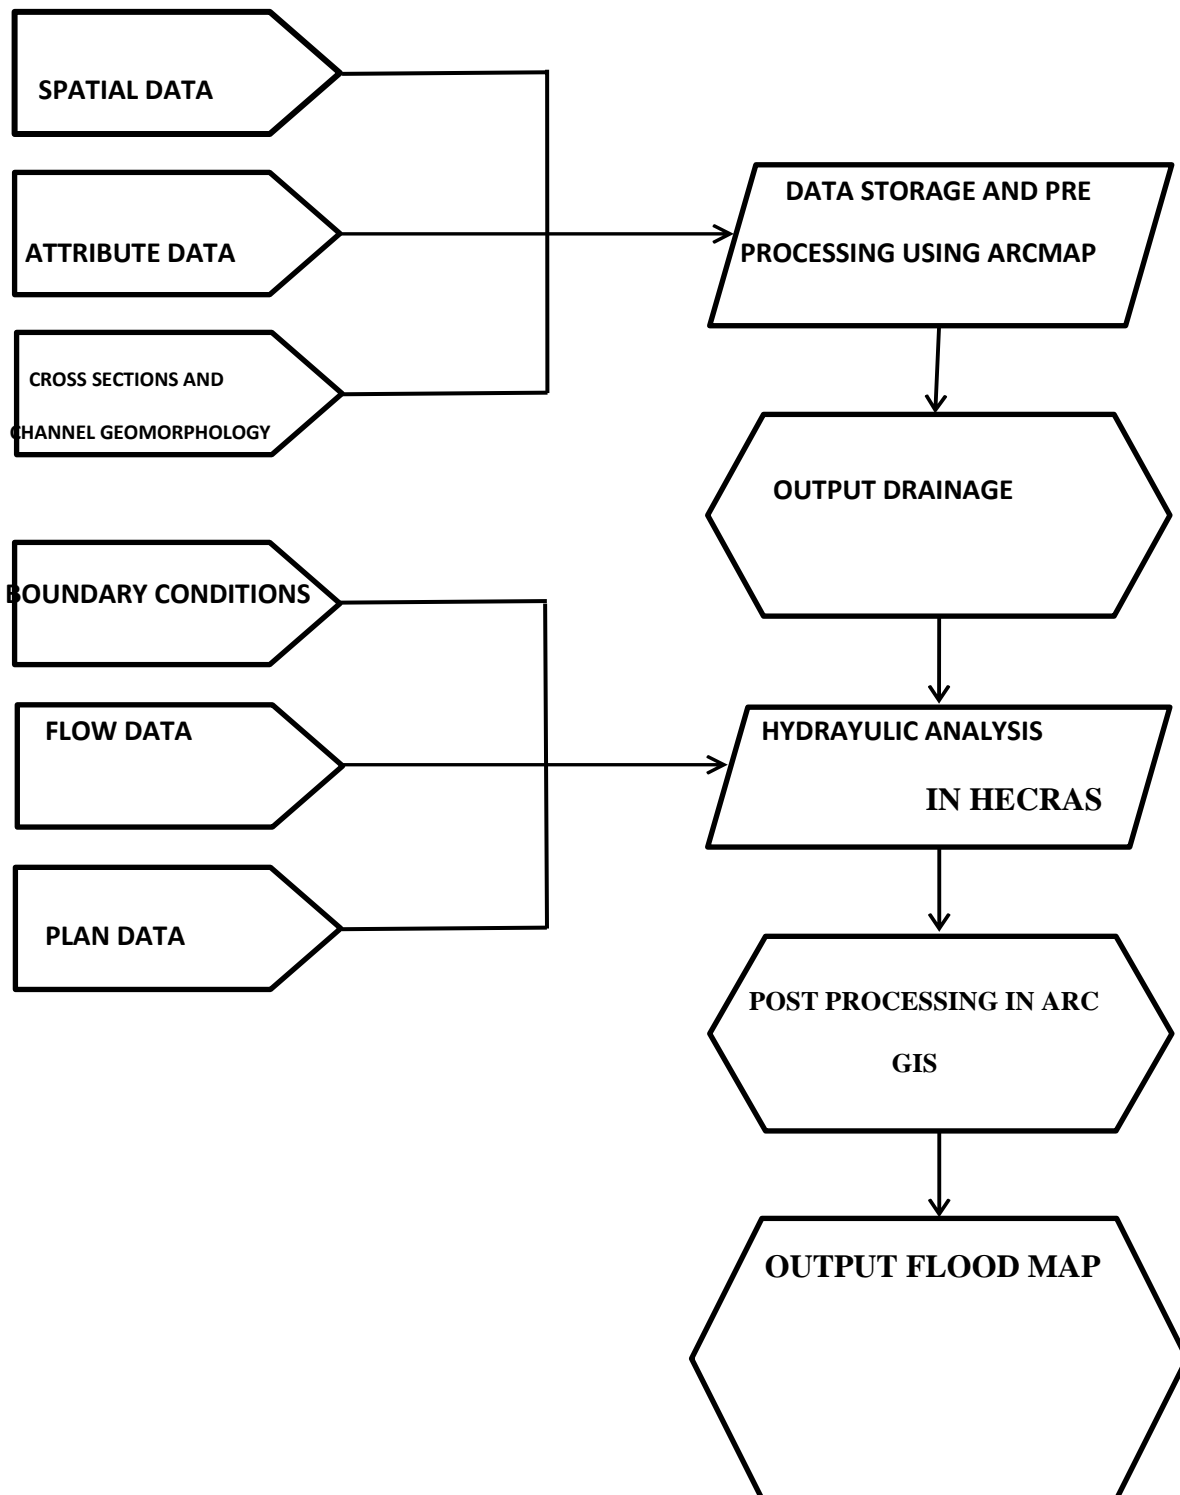 SPATIAL DATA
ATTRIBUTE DATA
CROSS SECTIONS AND
CHANNEL GEOMORPHOLOGY
DATA STORAGE AND PRE
PROCESSING USING ARCMAP
OUTPUT DRAINAGE
BOUNDARY CONDITIONS
FLOW DATA
PLAN DATA
HYDRAYULIC ANALYSIS
IN HECRAS
POST PROCESSING IN ARC
GIS
OUTPUT FLOOD MAP